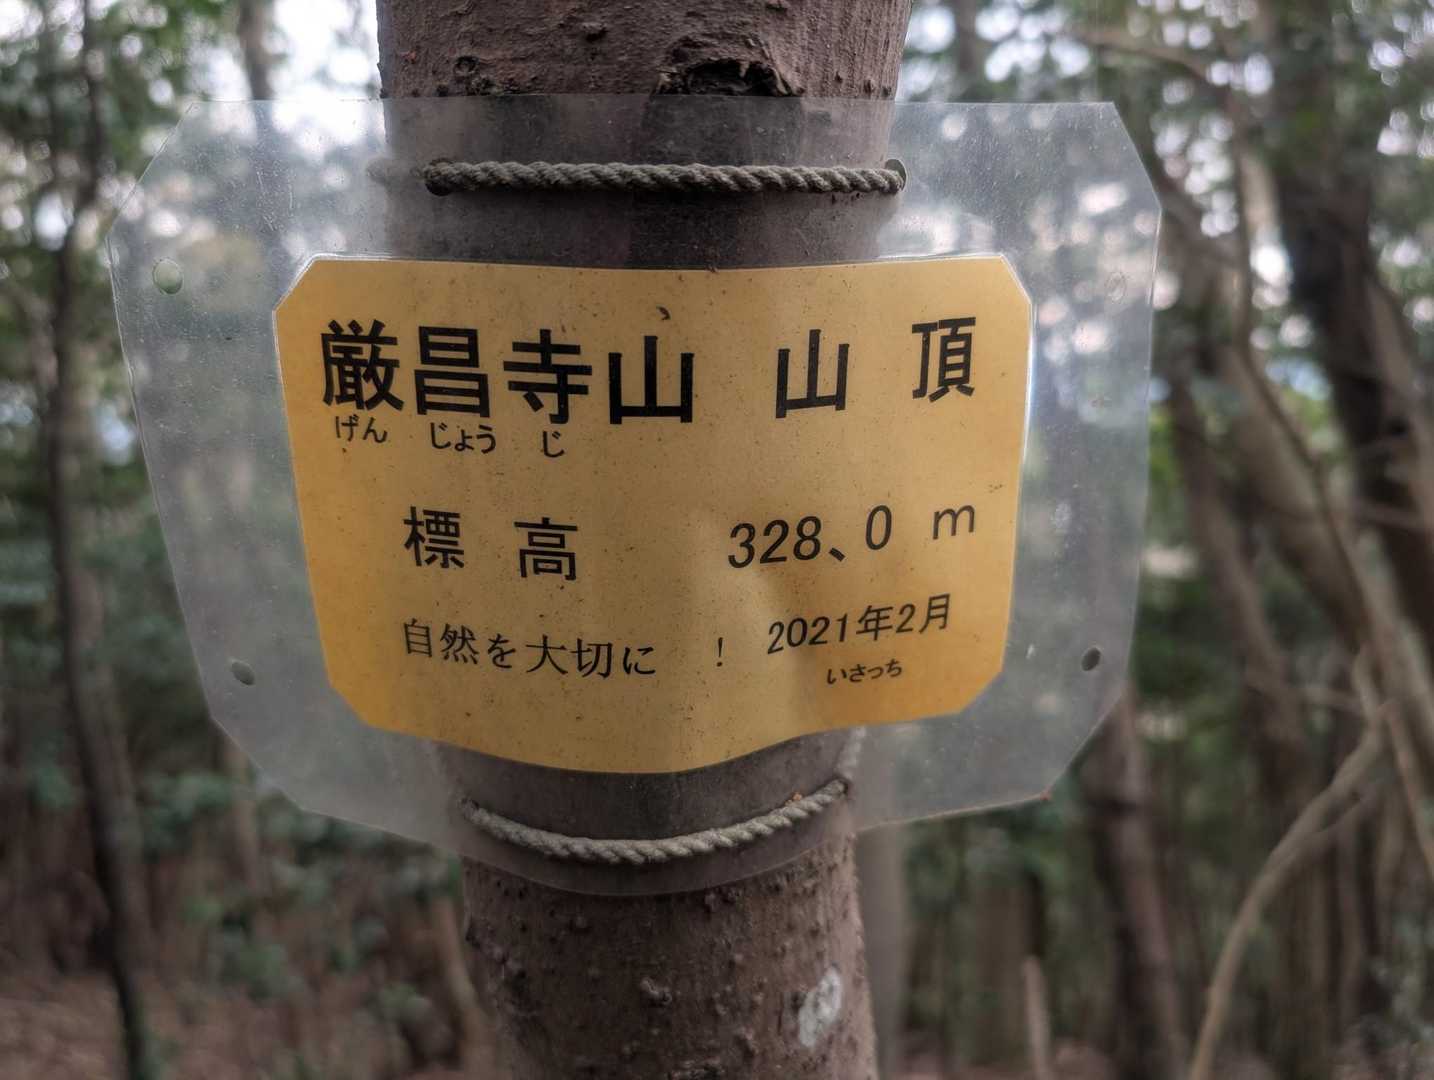 厳昌寺山 山 頂
げん じょう じ
標 高 328、0 m
自然を大切に ! 2021年2月
いさっち